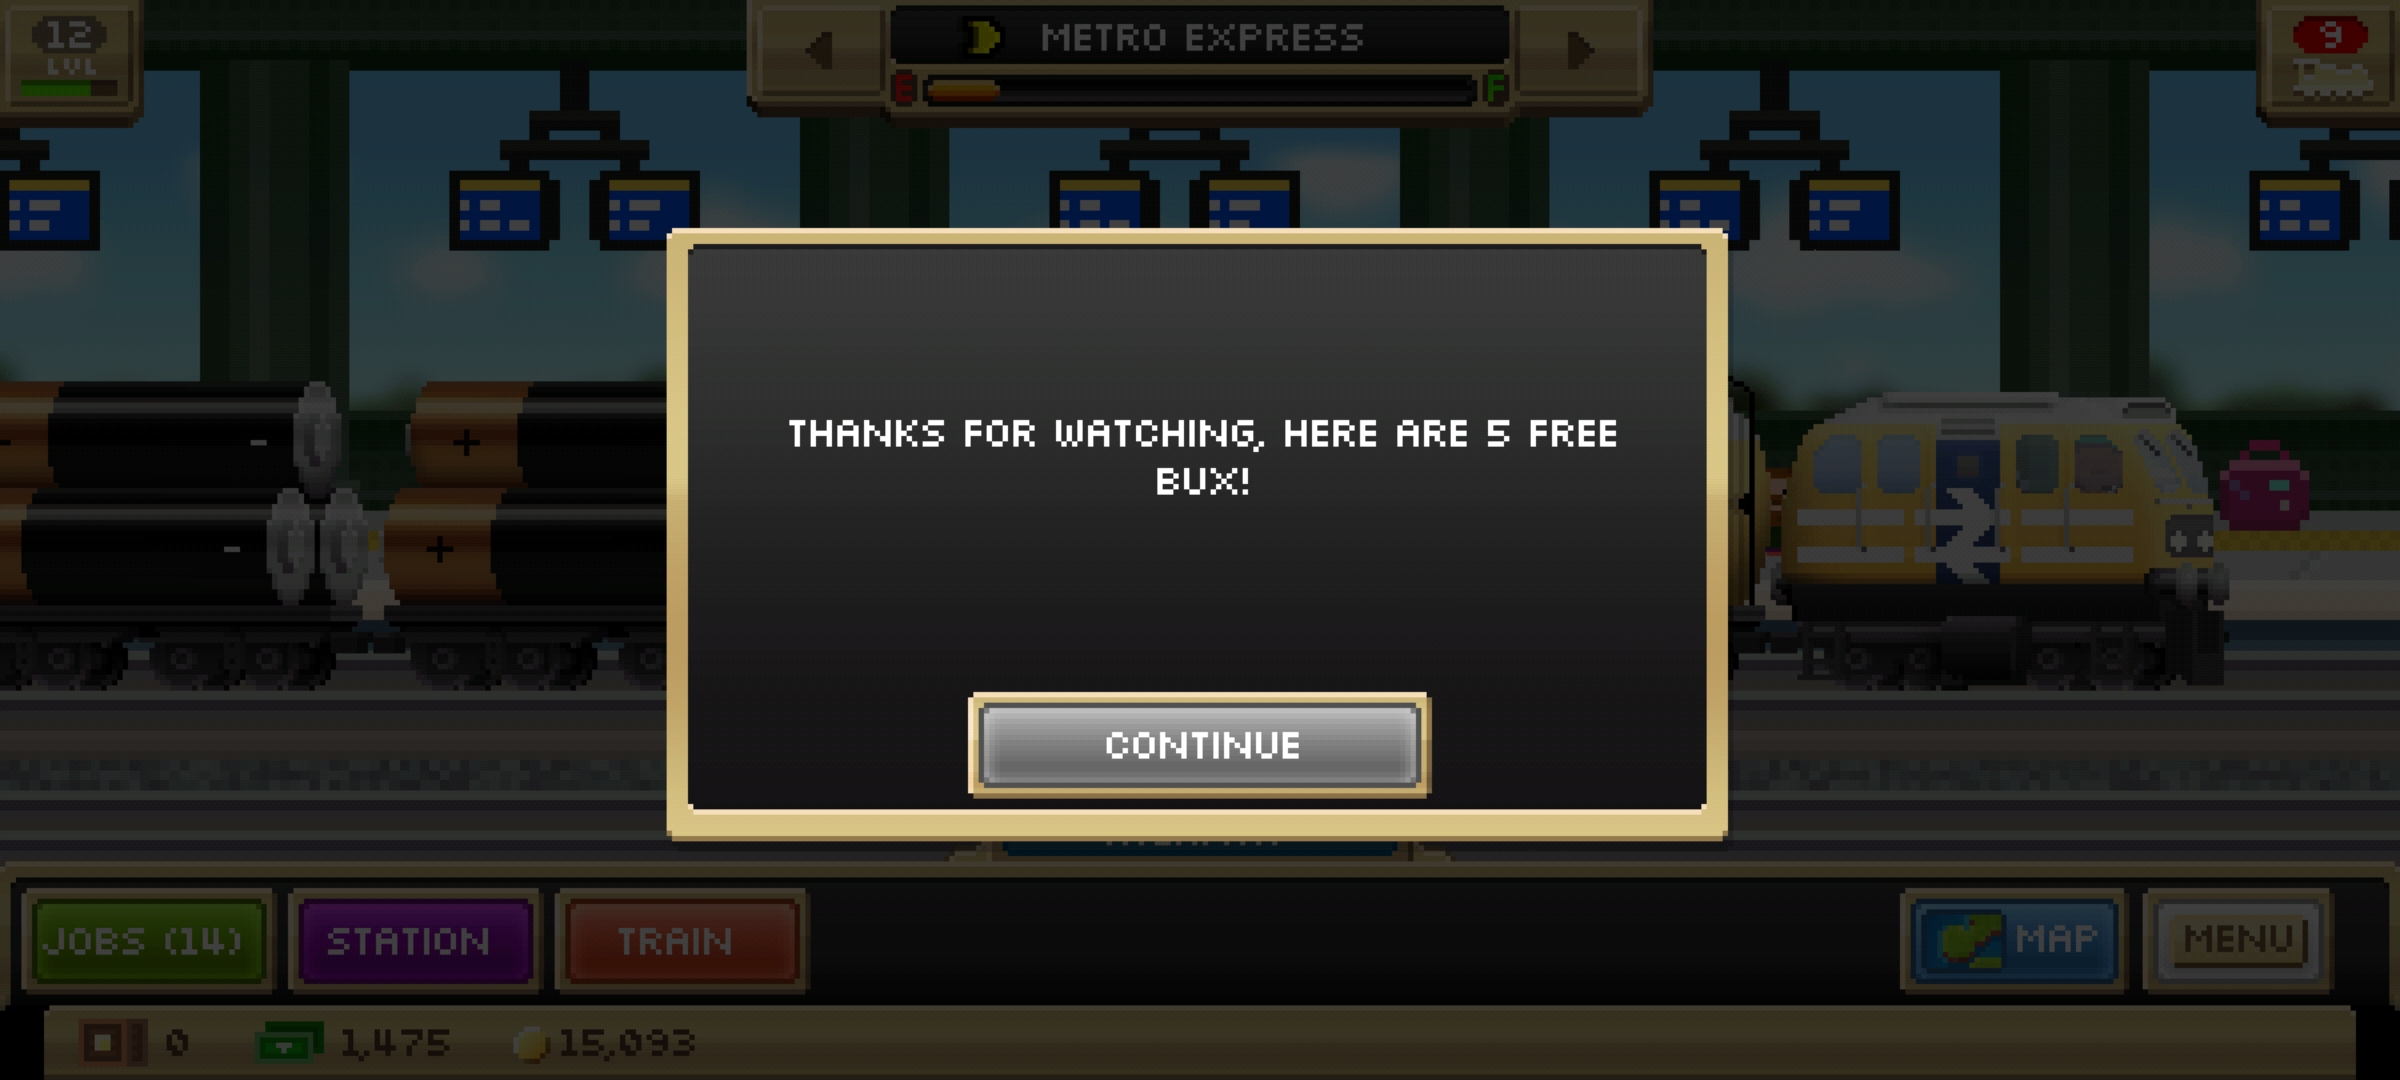 12
LVL
METRO EXPRESS
E
F
9
-
+
-
+
THANKS FOR WATCHING, HERE ARE 5 FREE
BUX!
CONTINUE
JOBS (14)
STATION
TRAIN
MAP
MENU
0
1,475
15,093